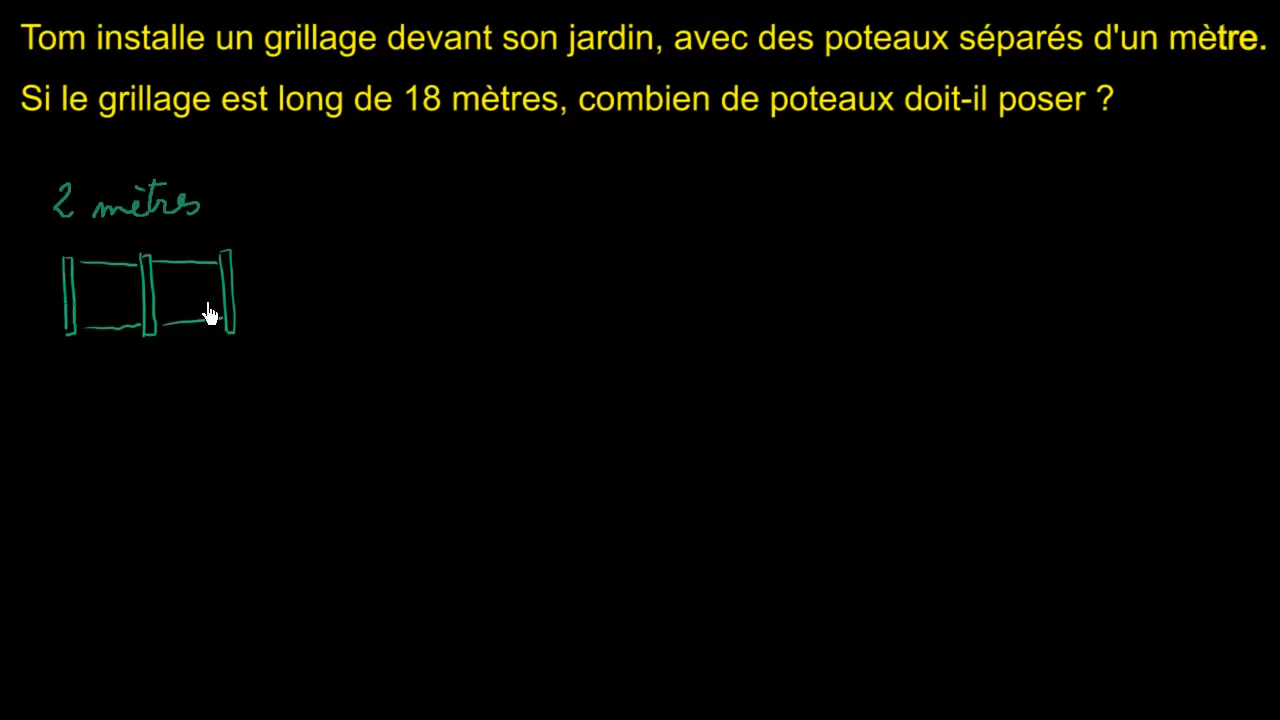 Tom installe un grillage devant son jardin, avec des poteaux séparés d'un mètre.
Si le grillage est long de 18 mètres, combien de poteaux doit-il poser ?
2 mètres